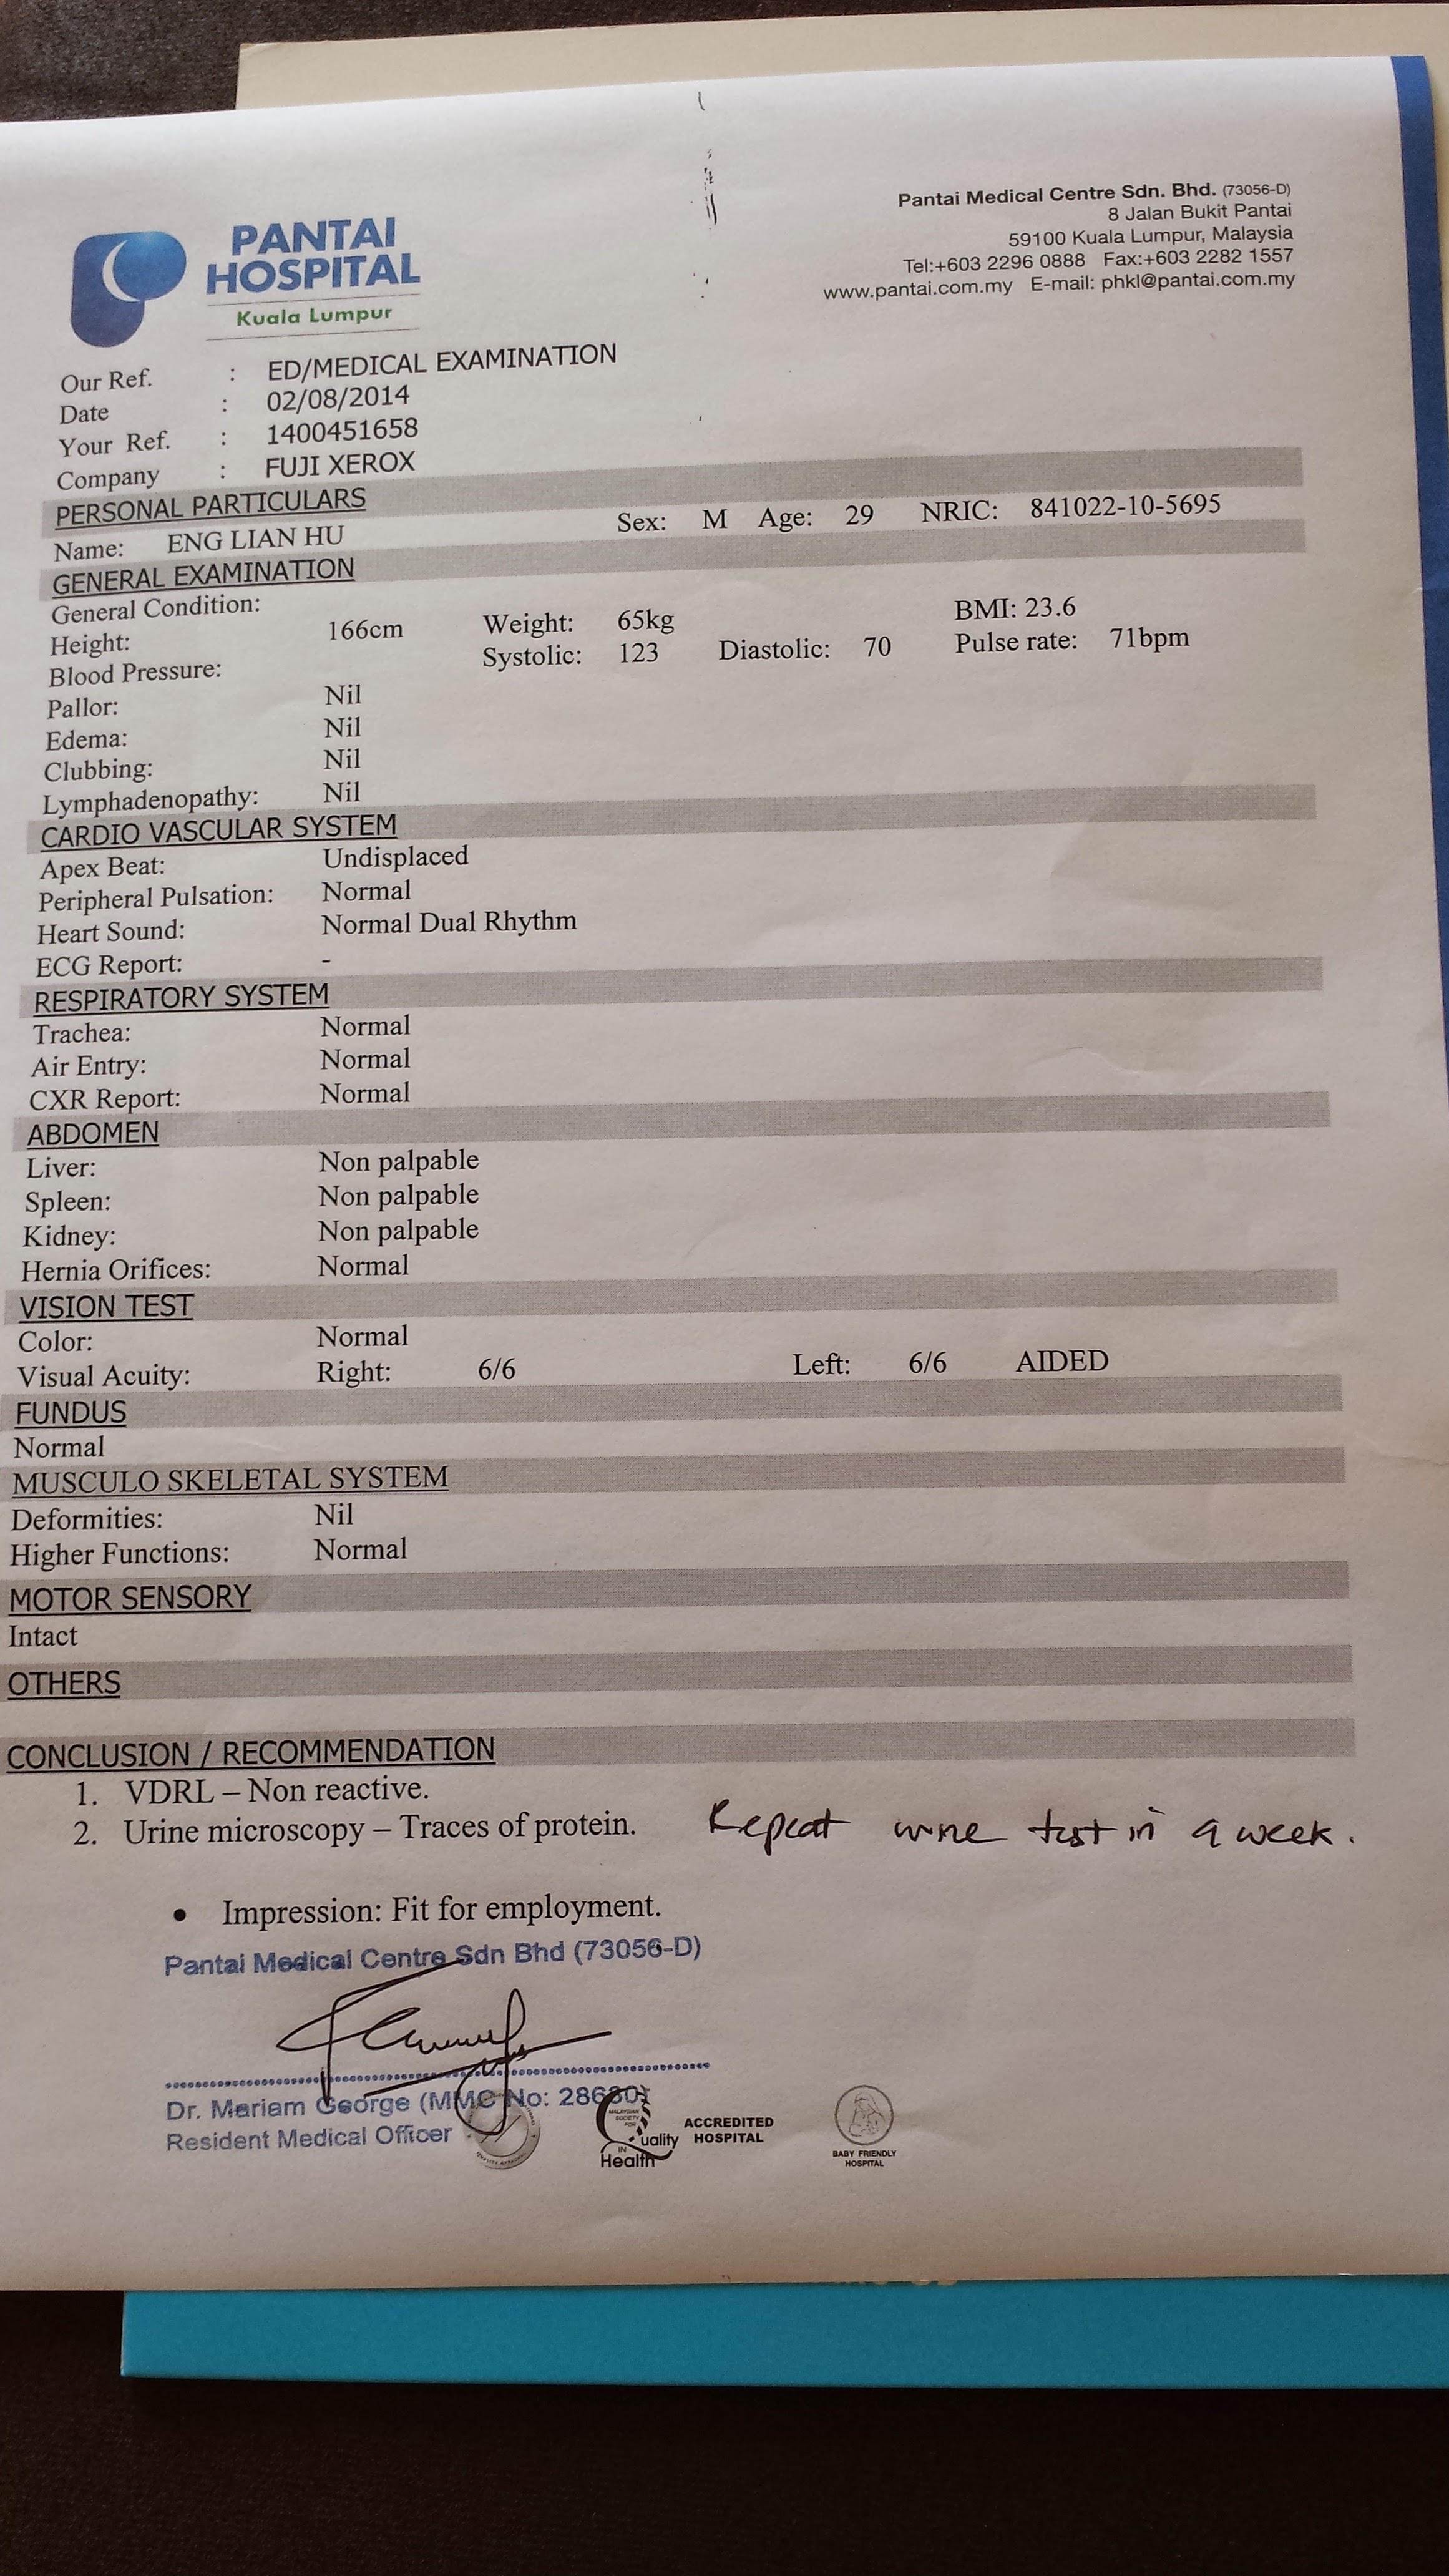 PANTAI
HOSPITAL
Kuala Lumpur
Pantai Medical Centre Sdn. Bhd. (73056-D)
8 Jalan Bukit Pantai
59100 Kuala Lumpur, Malaysia
Tel:+603 2296 0888 Fax:+603 2282 1557
www.pantai.com.my E-mail: phkl@pantai.com.my
Our Ref. : ED/MEDICAL EXAMINATION
Date : 02/08/2014
Your Ref. : 1400451658
Company : FUJI XEROX
PERSONAL PARTICULARS
Name: ENG LIAN HU Sex: M Age: 29 NRIC: 841022-10-5695
GENERAL EXAMINATION
General Condition:
Height: 166cm Weight: 65kg BMI: 23.6
Blood Pressure: Systolic: 123 Diastolic: 70 Pulse rate: 71bpm
Pallor: Nil
Edema: Nil
Clubbing: Nil
Lymphadenopathy: Nil
CARDIO VASCULAR SYSTEM
Apex Beat: Undisplaced
Peripheral Pulsation: Normal
Heart Sound: Normal Dual Rhythm
ECG Report: -
RESPIRATORY SYSTEM
Trachea: Normal
Air Entry: Normal
CXR Report: Normal
ABDOMEN
Liver: Non palpable
Spleen: Non palpable
Kidney: Non palpable
Hernia Orifices: Normal
VISION TEST
Color: Normal
Visual Acuity: Right: 6/6 Left: 6/6 AIDED
FUNDUS
Normal
MUSCULO SKELETAL SYSTEM
Deformities: Nil
Higher Functions: Normal
MOTOR SENSORY
Intact
OTHERS
CONCLUSION / RECOMMENDATION
1. VDRL – Non reactive.
2. Urine microscopy – Traces of protein. Repeat urine test in a week.
• Impression: Fit for employment.
Pantai Medical Centre Sdn Bhd (73056-D)
Dr. Mariam George (MMC No:
Resident Medical Officer
MALAYSIAN
SOCIETY
FOR
Quality
IN
Health
ACCREDITED
HOSPITAL
BABY FRIENDLY
HOSPITAL